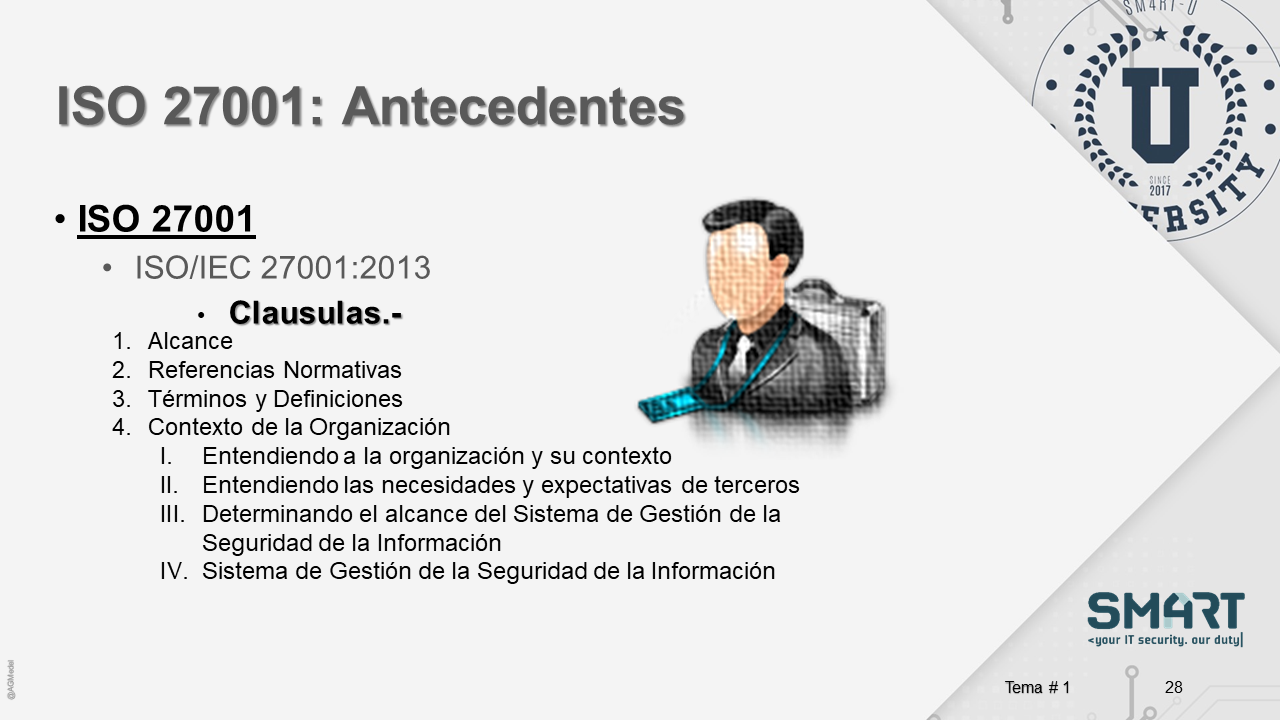 SM4RT-U
ISO 27001: Antecedentes
U
SINCE
2017
ERSITY
• ISO 27001
• ISO/IEC 27001:2013
• Clausulas.-
1. Alcance
2. Referencias Normativas
3. Términos y Definiciones
4. Contexto de la Organización
I. Entendiendo a la organización y su contexto
II. Entendiendo las necesidades y expectativas de terceros
III. Determinando el alcance del Sistema de Gestión de la
Seguridad de la Información
IV. Sistema de Gestión de la Seguridad de la Información
SM4RT
<your IT security. our duty|
@AGMedel
Tema # 1
28